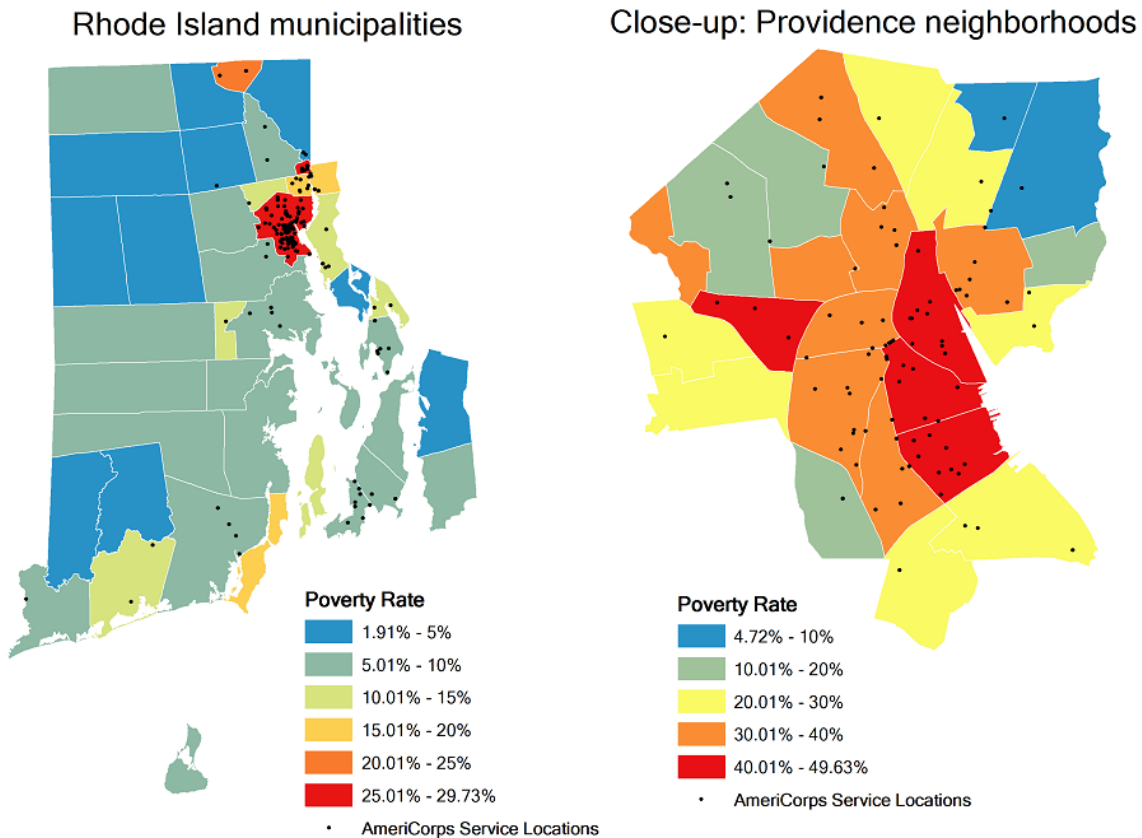 Rhode Island municipalities
Poverty Rate
1.91% - 5%
5.01% - 10%
10.01% - 15%
15.01% - 20%
20.01% - 25%
25.01% - 29.73%
AmeriCorps Service Locations
Close-up: Providence neighborhoods
Poverty Rate
4.72% - 10%
10.01% - 20%
20.01% - 30%
30.01% - 40%
40.01% - 49.63%
AmeriCorps Service Locations